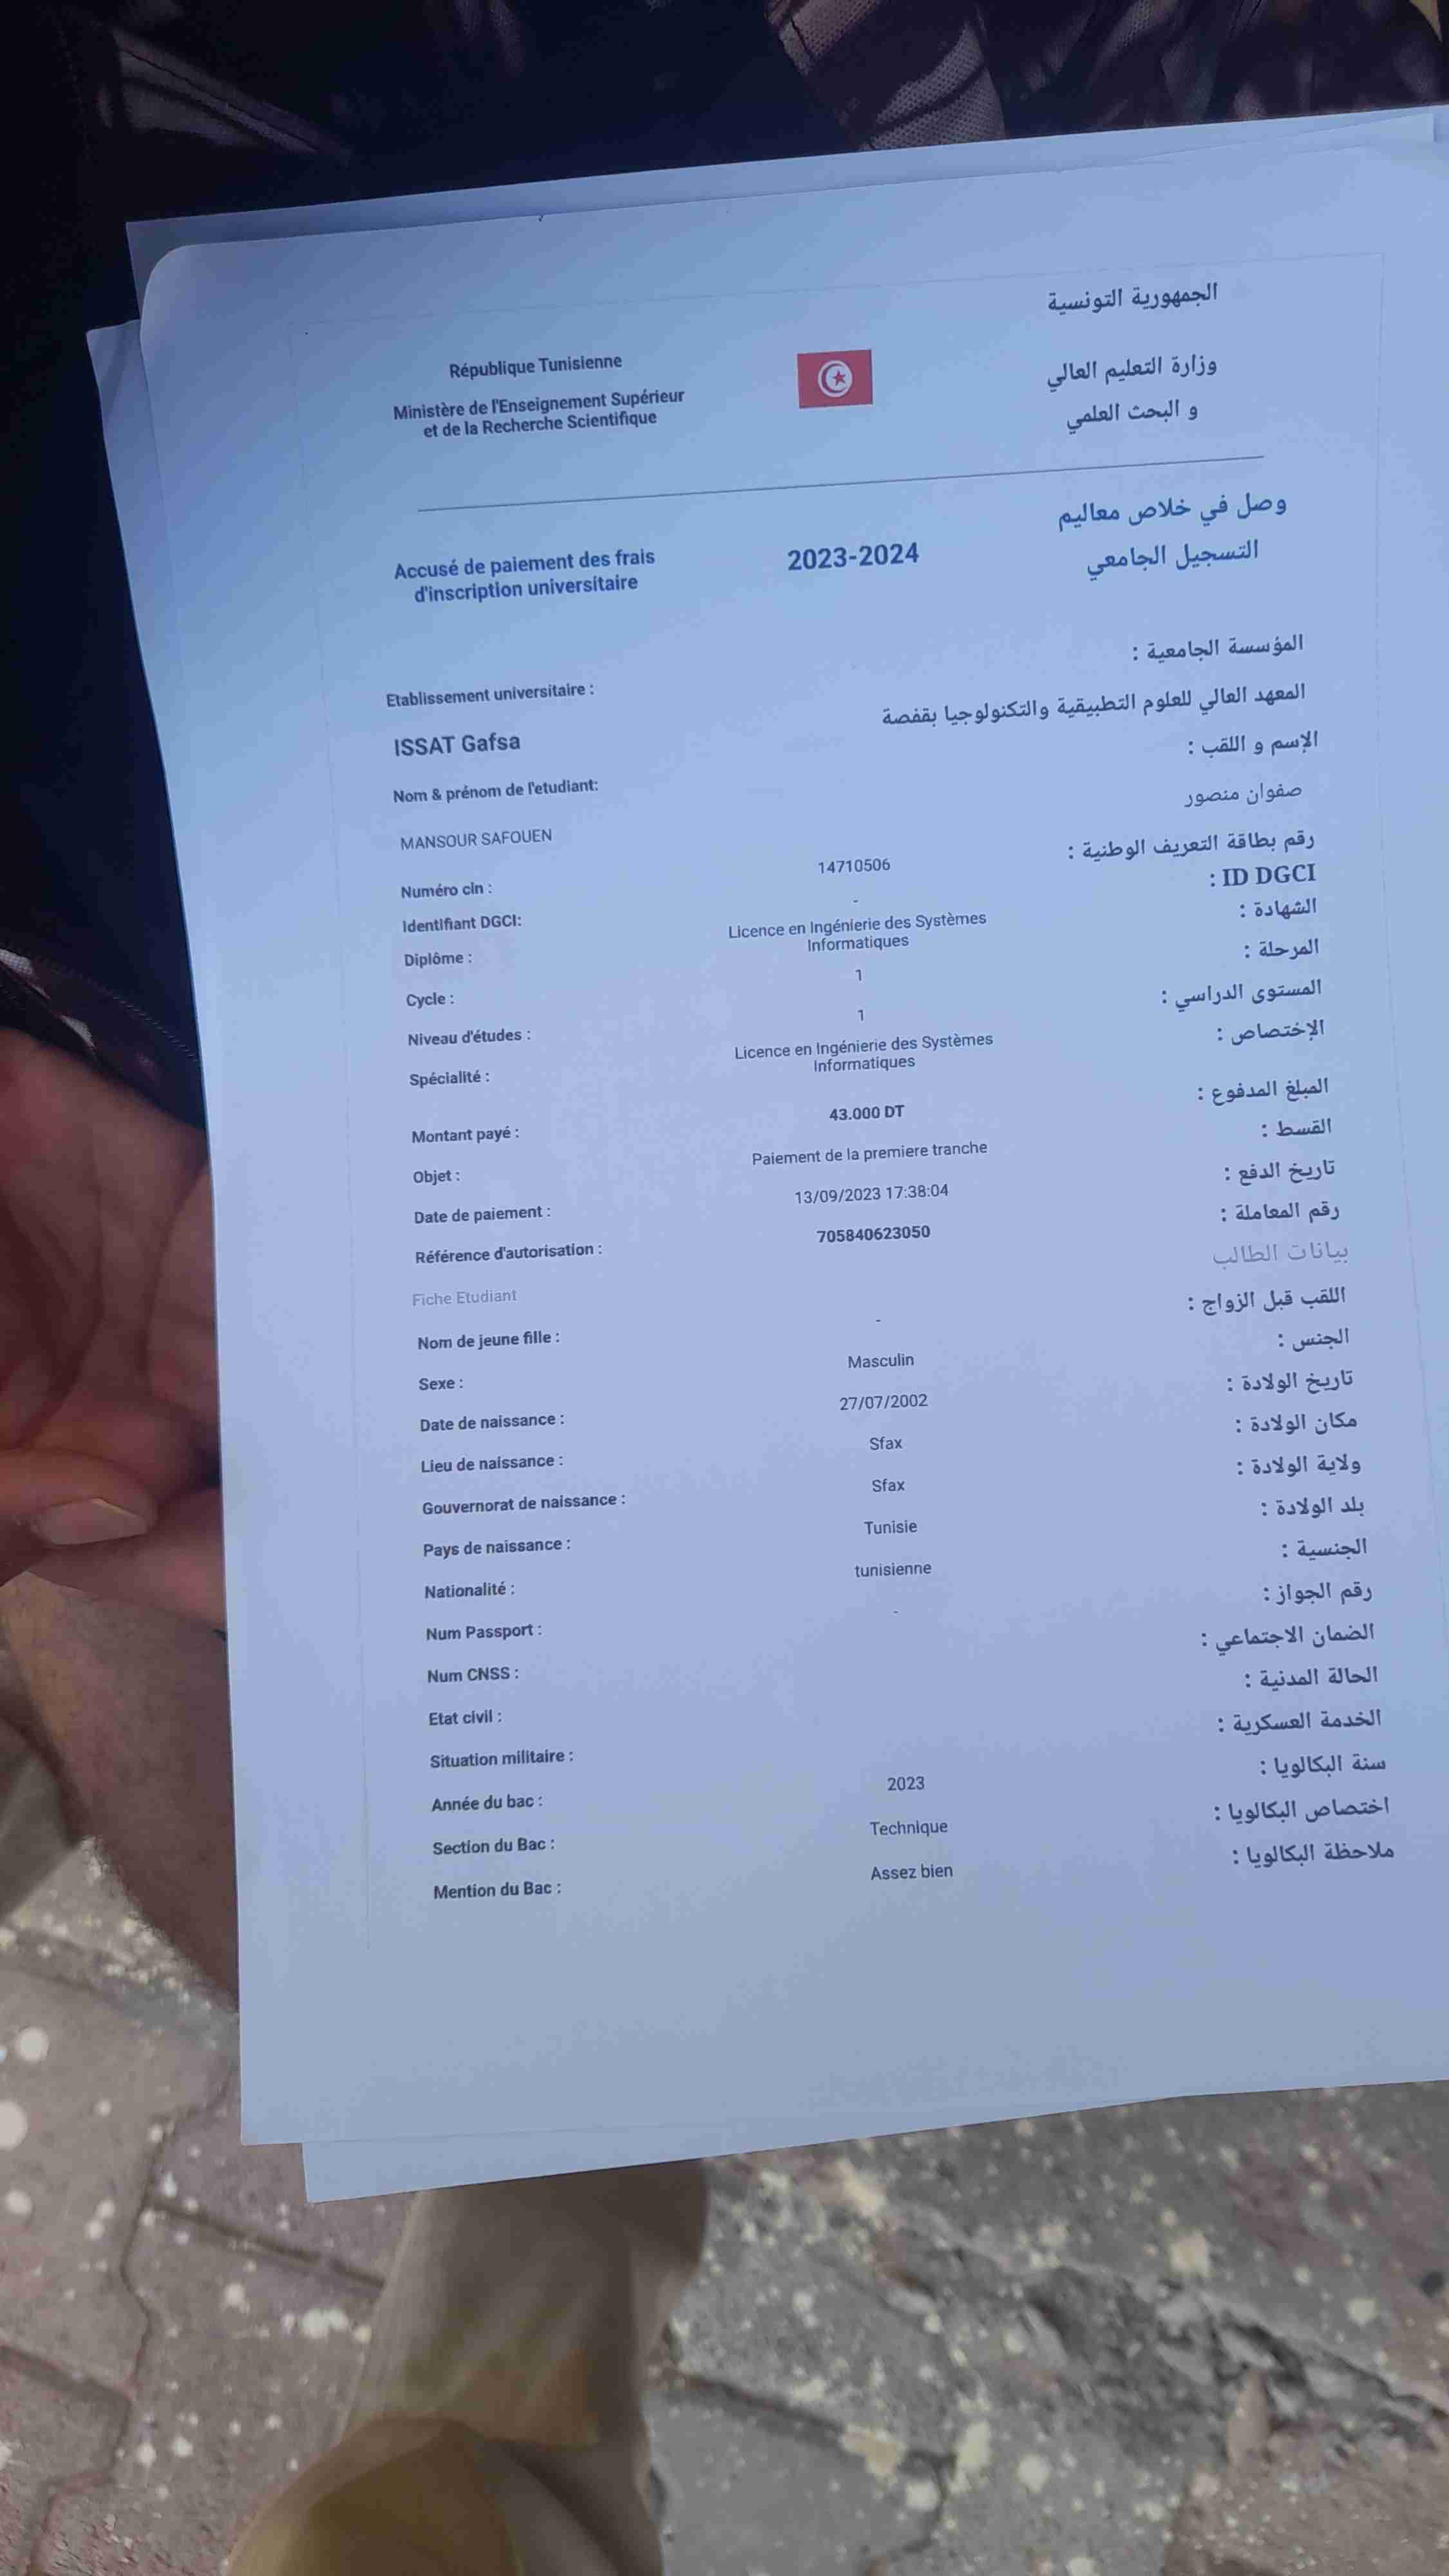 الجمهورية التونسية
République Tunisienne
وزارة التعليم العالي
و البحث العلمي
Ministère de l'Enseignement Supérieur
et de la Recherche Scientifique
وصل في خلاص معاليم
التسجيل الجامعي
Accusé de paiement des frais
d'inscription universitaire
2023-2024
Etablissement universitaire :
المؤسسة الجامعية :
ISSAT Gafsa
المعهد العالي للعلوم التطبيقية والتكنولوجيا بقفصة
Nom & prénom de l'etudiant:
الإسم و اللقب :
MANSOUR SAFOUEN
صفوان منصور
Numéro cin :
14710506
رقم بطاقة التعريف الوطنية :
Identifiant DGCI:
-
ID DGCI :
Diplôme :
Licence en Ingénierie des Systèmes
Informatiques
الشهادة :
Cycle :
1
المرحلة :
Niveau d'études :
1
المستوى الدراسي :
Spécialité :
Licence en Ingénierie des Systèmes
Informatiques
الإختصاص :
Montant payé :
43.000 DT
المبلغ المدفوع :
Objet :
Paiement de la premiere tranche
القسط :
Date de paiement :
13/09/2023 17:38:04
تاريخ الدفع :
Référence d'autorisation :
705840623050
رقم المعاملة :
Fiche Etudiant
بيانات الطالب
Nom de jeune fille :
-
اللقب قبل الزواج :
Sexe :
Masculin
الجنس :
Date de naissance :
27/07/2002
تاريخ الولادة :
Lieu de naissance :
Sfax
مكان الولادة :
Gouvernorat de naissance :
Sfax
ولاية الولادة :
Pays de naissance :
Tunisie
بلد الولادة :
Nationalité :
tunisienne
الجنسية :
Num Passport :
-
رقم الجواز :
Num CNSS :
الضمان الاجتماعي :
Etat civil :
الحالة المدنية :
Situation militaire :
الخدمة العسكرية :
Année du bac :
2023
سنة البكالويا :
Section du Bac :
Technique
اختصاص البكالويا :
Mention du Bac :
Assez bien
ملاحظة البكالويا :